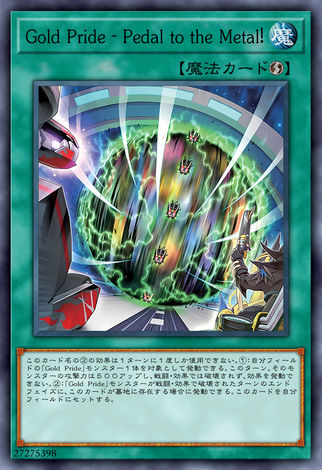 Gold Pride - Pedal to the Metal!
魔
【魔法カード】
このカード名の②の効果は1ターンに1度しか使用できない。①:自分フィール
ドの「Gold Pride」モンスター1体を対象として発動できる。このターン、そのモ
ンスターの攻撃力は500アップし、戦闘・効果では破壊されず、効果を発動で
きない。②:「Gold Pride」モンスターが戦闘・効果で破壊されたターンのエンド
フェイズに、このカードが墓地に存在する場合に発動できる。このカードを自分
フィールドにセットする。
27275398